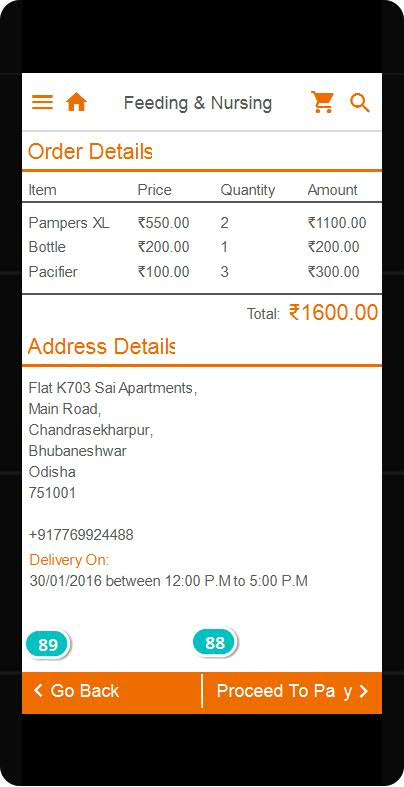 Feeding & Nursing
Order Details
Item Price Quantity Amount
Pampers XL ₹550.00 2 ₹1100.00
Bottle ₹200.00 1 ₹200.00
Pacifier ₹100.00 3 ₹300.00
Total: ₹1600.00
Address Details
Flat K703 Sai Apartments,
Main Road,
Chandrasekharpur,
Bhubaneshwar
Odisha
751001
+917769924488
Delivery On:
30/01/2016 between 12:00 P.M to 5:00 P.M
89 88
Go Back Proceed To Pa y